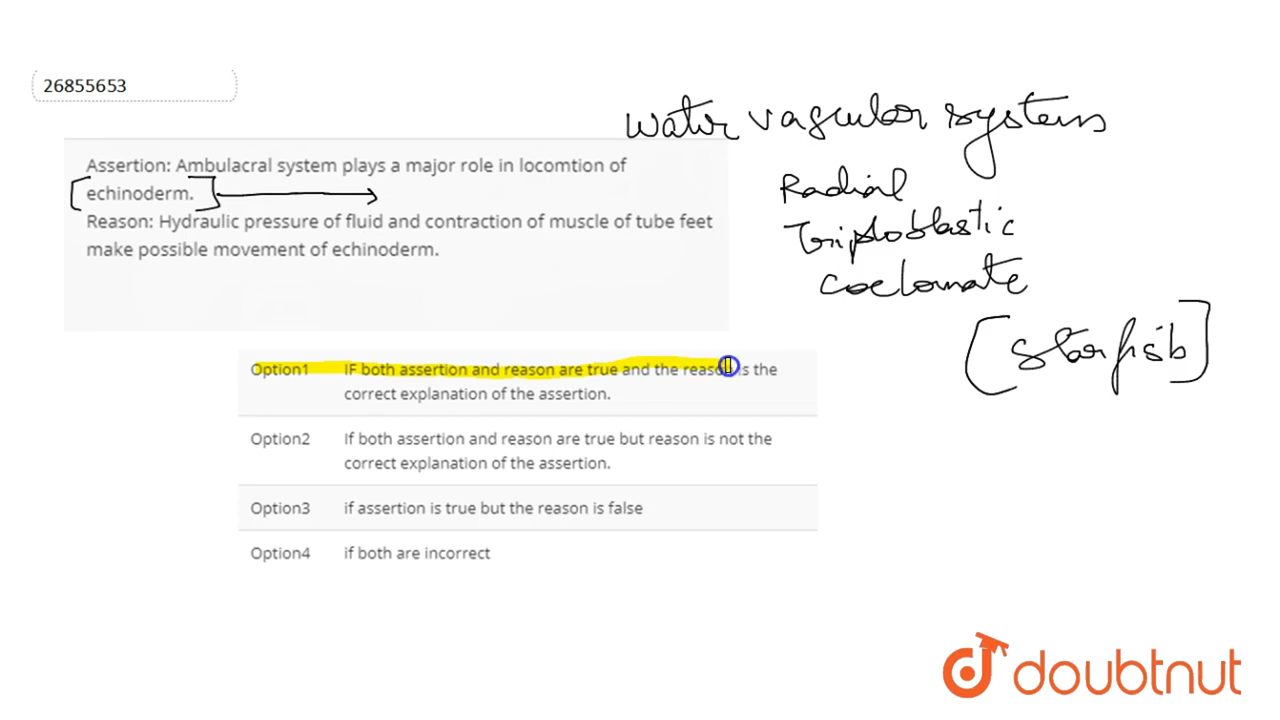 26855653
water vascular system
Assertion: Ambulacral system plays a major role in locomtion of
echinoderm.
Reason: Hydraulic pressure of fluid and contraction of muscle of tube feet
make possible movement of echinoderm.
Radial
Triploblastic
coelomate
[starfish]
Option1 IF both assertion and reason are true and the reason is the
correct explanation of the assertion.
Option2 If both assertion and reason are true but reason is not the
correct explanation of the assertion.
Option3 if assertion is true but the reason is false
Option4 if both are incorrect
doubtnut